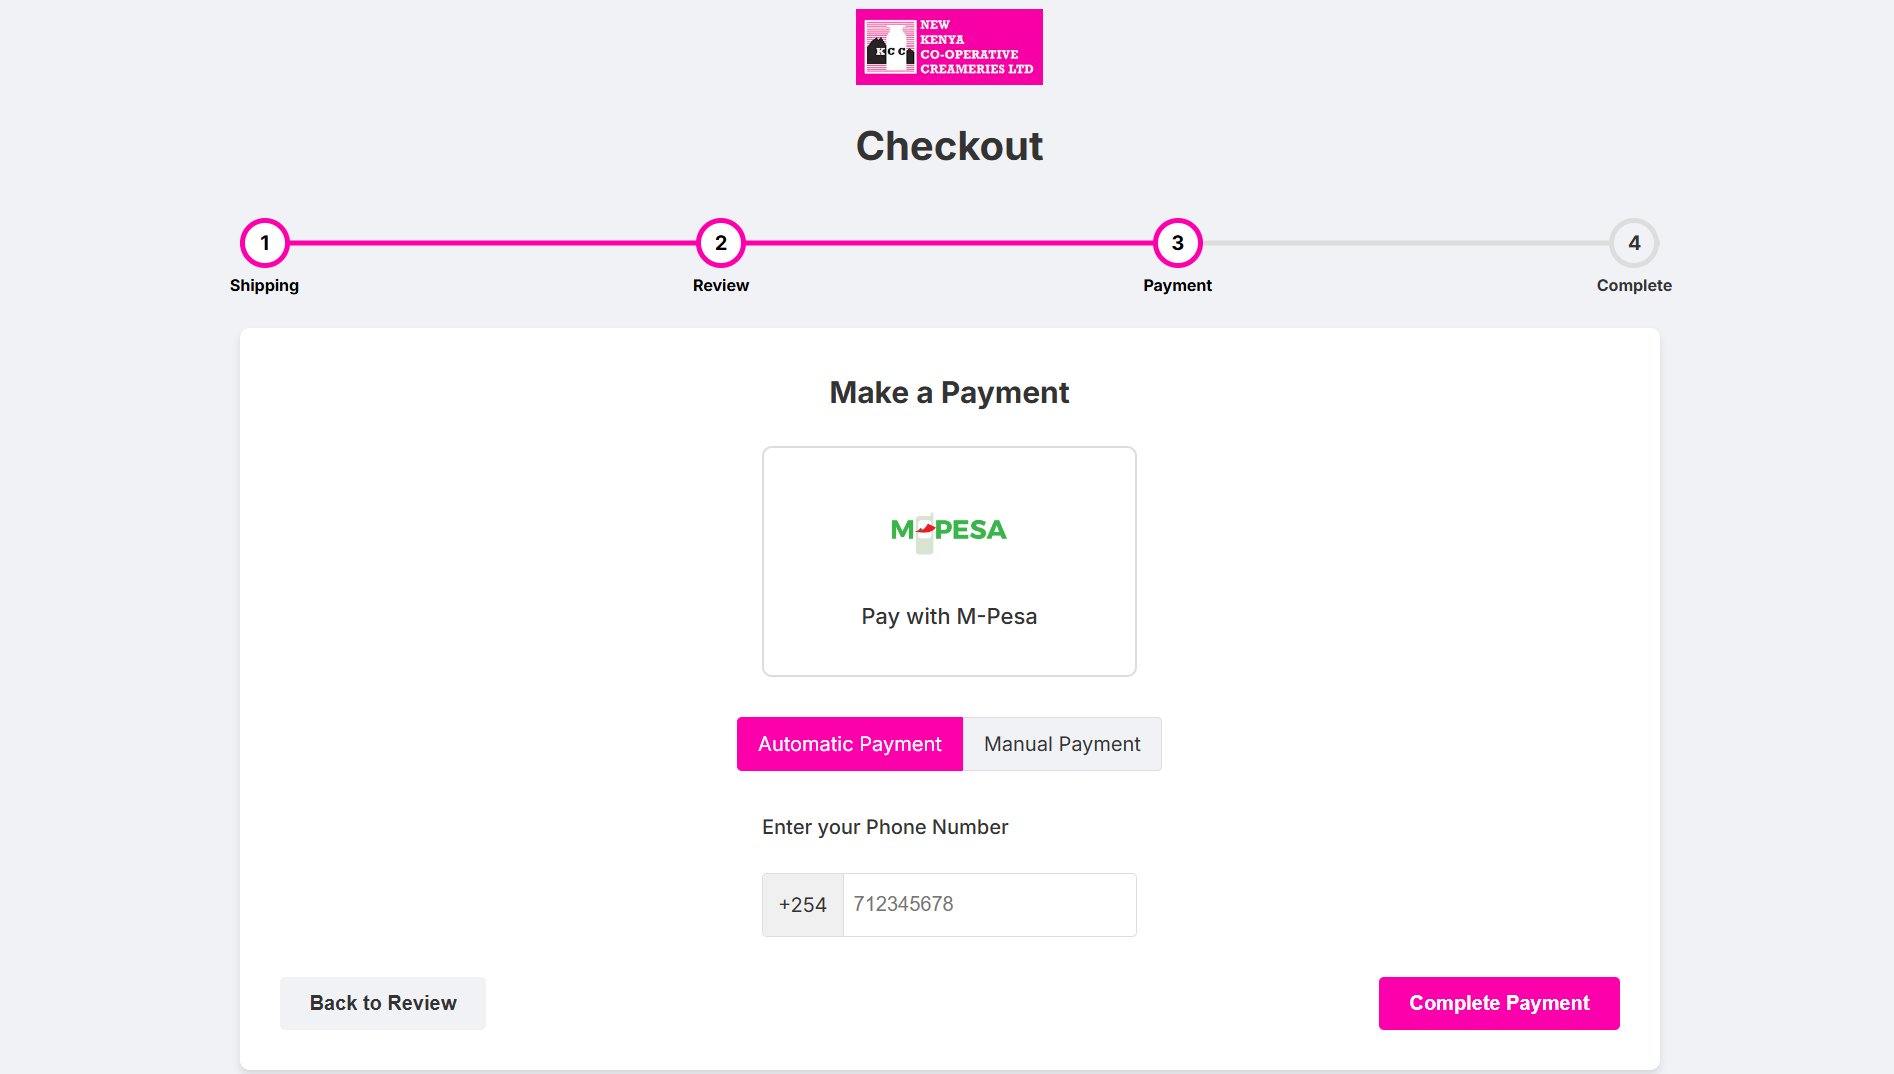 KCC
NEW
KENYA
CO-OPERATIVE
CREAMERIES LTD
Checkout
1
2
3
4
Shipping
Review
Payment
Complete
Make a Payment
M-PESA
Pay with M-Pesa
Automatic Payment
Manual Payment
Enter your Phone Number
+254
712345678
Back to Review
Complete Payment